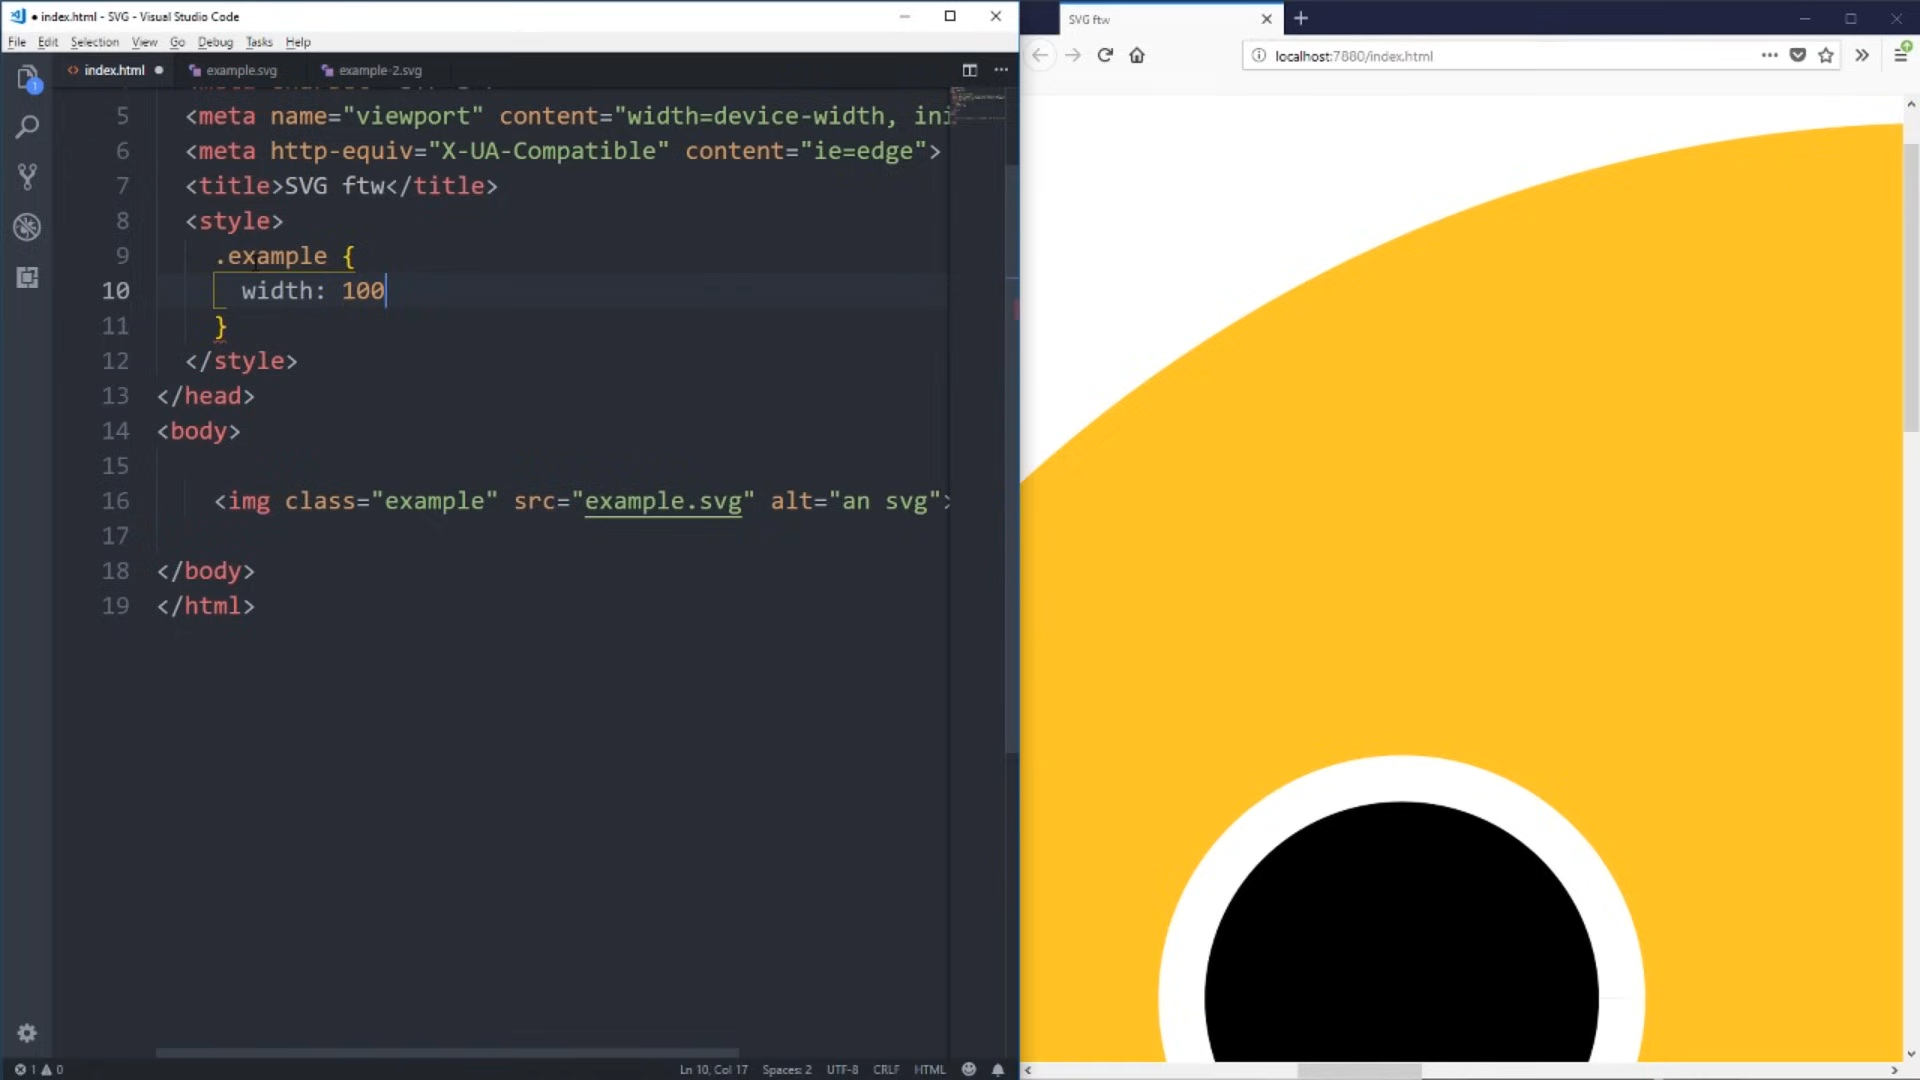 ● index.html - SVG - Visual Studio Code
File Edit Selection View Go Debug Tasks Help
index.html ● example.svg example-2.svg
5 <meta name="viewport" content="width=device-width, ini
6 <meta http-equiv="X-UA-Compatible" content="ie=edge">
7 <title>SVG ftw</title>
8 <style>
9 .example {
10 width: 100
11 }
12 </style>
13 </head>
14 <body>
15
16 <img class="example" src="example.svg" alt="an svg">
17
18 </body>
19 </html>
1 0 Ln 10, Col 17 Spaces: 2 UTF-8 CRLF HTML
1
SVG ftw
localhost:7880/index.html